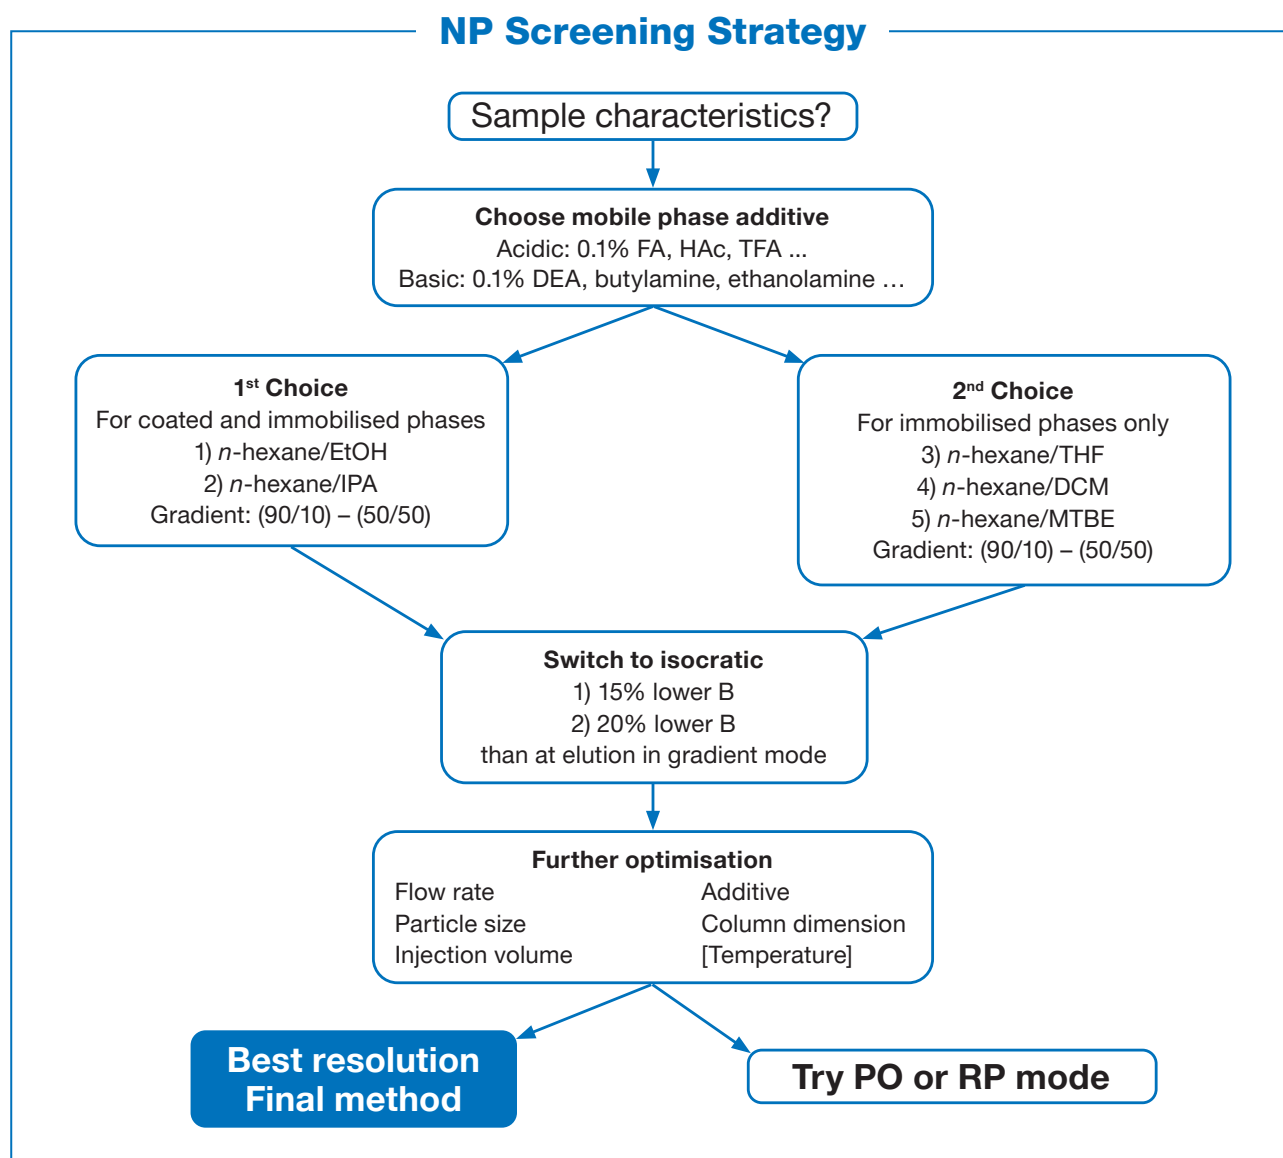 NP Screening Strategy
Sample characteristics?
Choose mobile phase additive
Acidic: 0.1% FA, HAc, TFA ...
Basic: 0.1% DEA, butylamine, ethanolamine …
1st Choice
For coated and immobilised phases
1) n-hexane/EtOH
2) n-hexane/IPA
Gradient: (90/10) – (50/50)
2nd Choice
For immobilised phases only
3) n-hexane/THF
4) n-hexane/DCM
5) n-hexane/MTBE
Gradient: (90/10) – (50/50)
Switch to isocratic
1) 15% lower B
2) 20% lower B
than at elution in gradient mode
Further optimisation
Flow rate
Particle size
Injection volume
Additive
Column dimension
[Temperature]
Best resolution
Final method
Try PO or RP mode